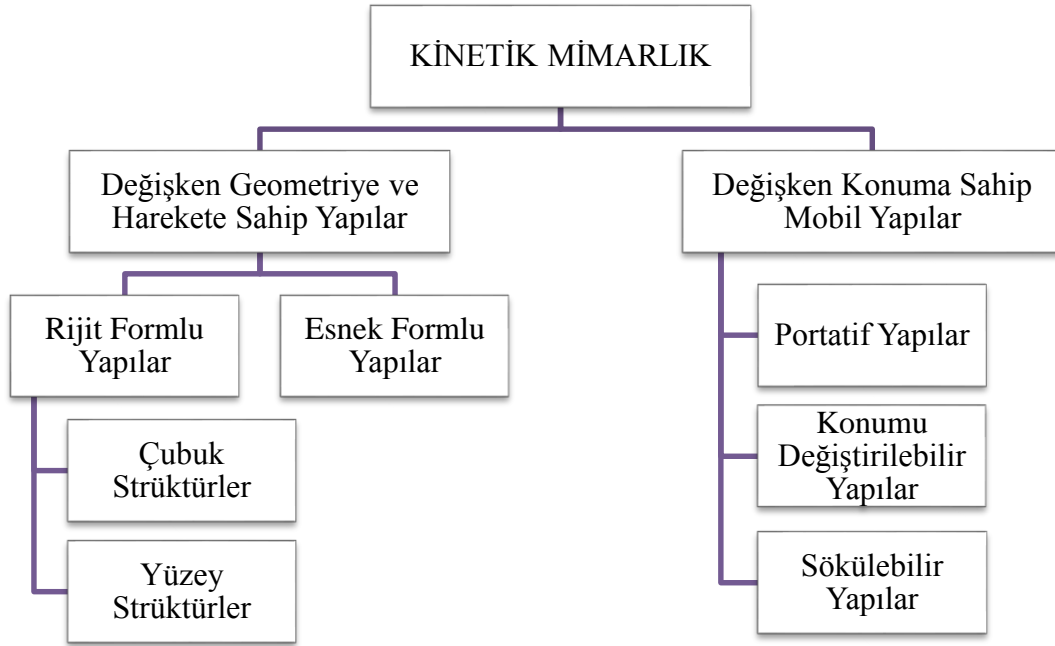 KİNETİK MİMARLIK
Değişken Geometriye ve
Harekete Sahip Yapılar
Rijit Formlu
Yapılar
Çubuk
Strüktürler
Yüzey
Strüktürler
Esnek Formlu
Yapılar
Değişken Konuma Sahip
Mobil Yapılar
Portatif Yapılar
Konumu
Değiştirilebilir
Yapılar
Sökülebilir
Yapılar